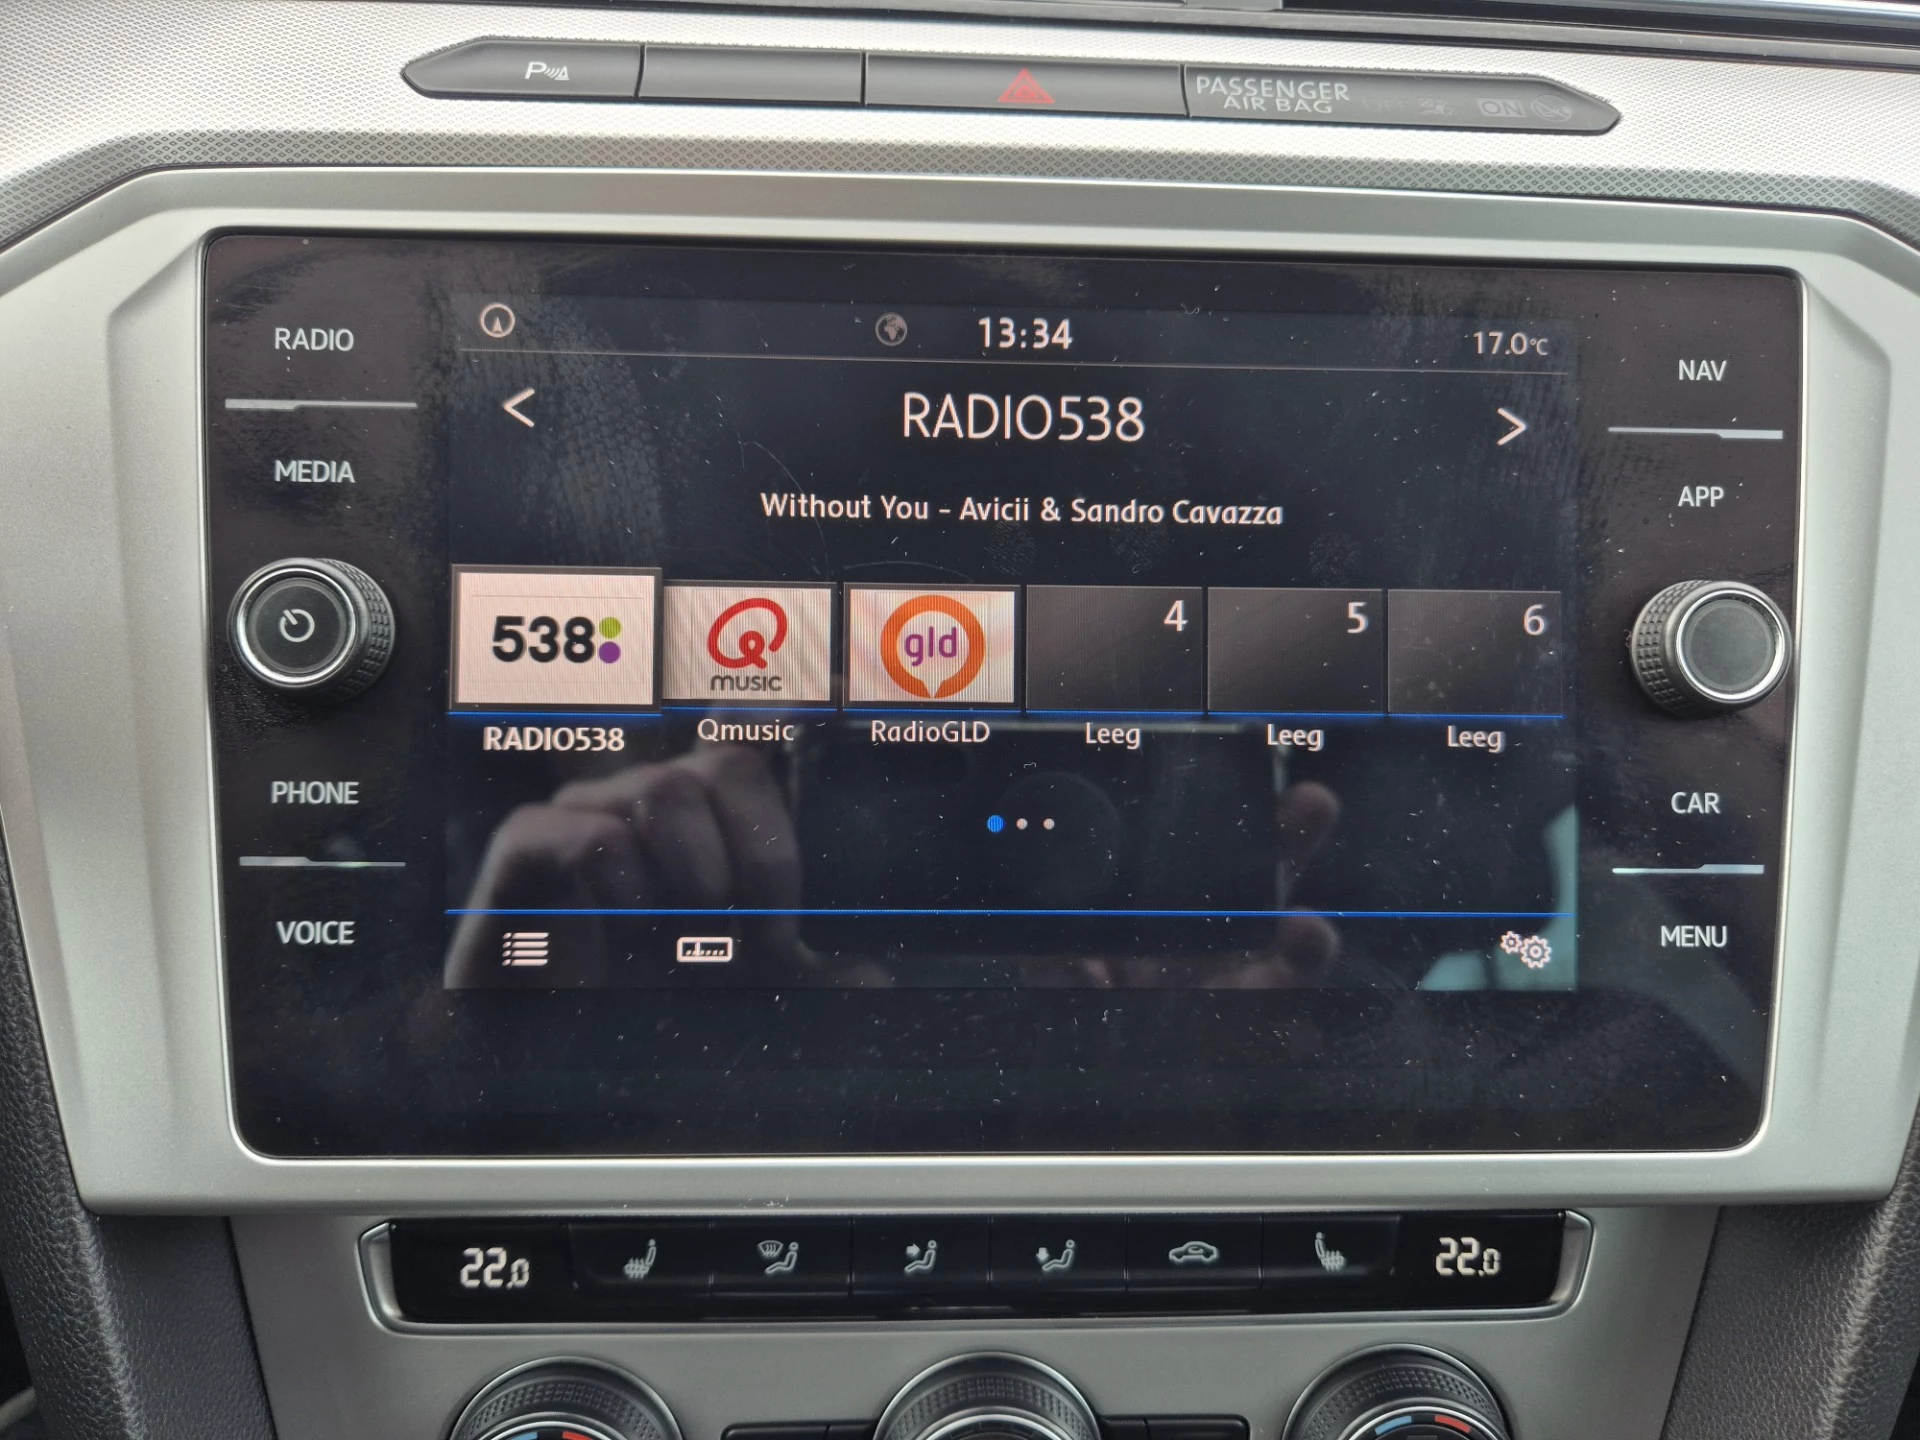 P
PASSENGER
AIR BAG OFF ON
RADIO
MEDIA
PHONE
VOICE
13:34
17.0°C
< RADIO538 >
Without You - Avicii & Sandro Cavazza
538
Q
music
gld
4
5
6
RADIO538
Qmusic
RadioGLD
Leeg
Leeg
Leeg
NAV
APP
CAR
MENU
22.0
22.0